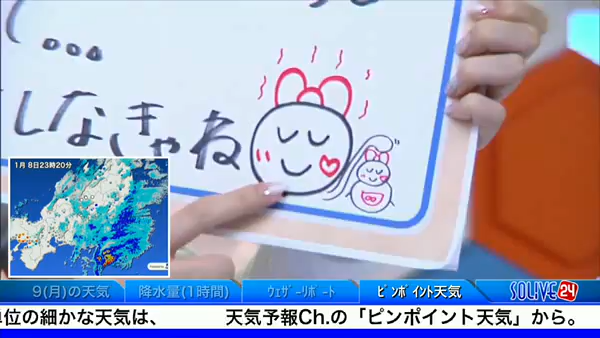 し...
しなきゃね
1月 8日23時20分
9(月)の天気 降水量(1時間) ｳｪｻﾞｰﾘﾎﾟｰﾄ ﾋﾟﾝﾎﾟｲﾝﾄ天気
SOLiVE24
位の細かな天気は、 天気予報Ch.の「ピンポイント天気」から。